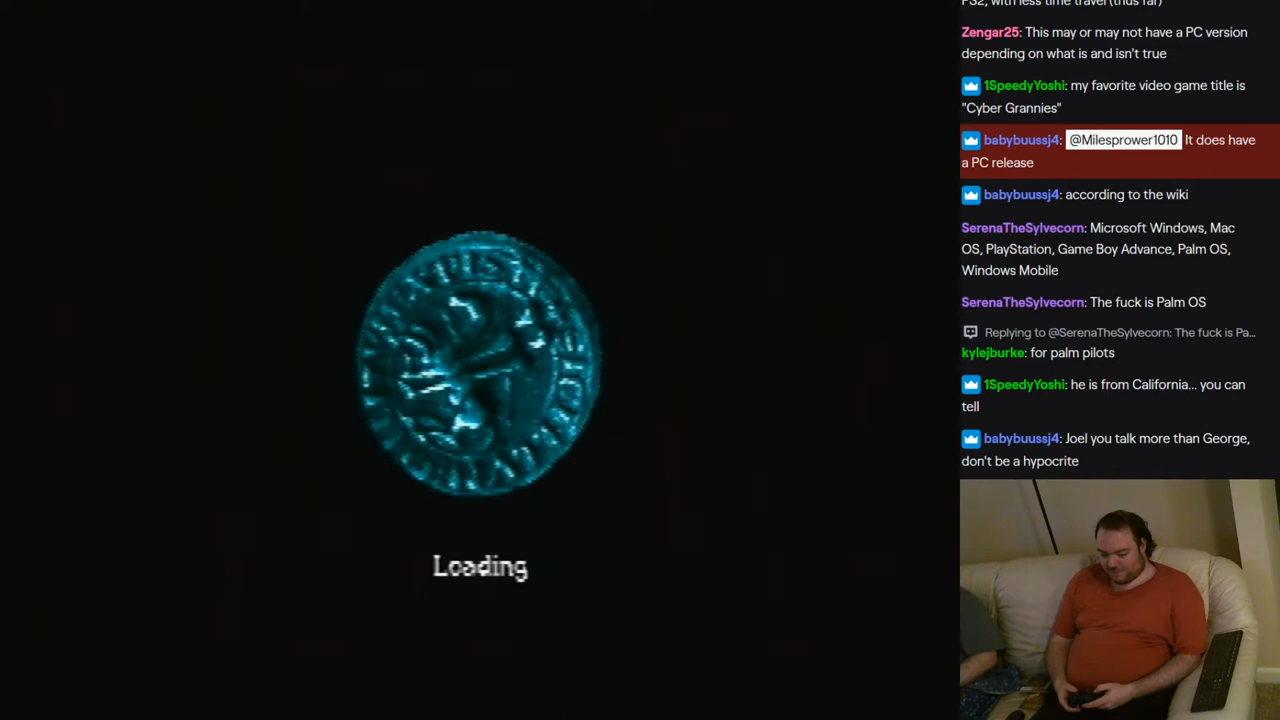 PS2, with less time travel (thus far)
Zengar25: This may or may not have a PC version
depending on what is and isn't true
1SpeedyYoshi: my favorite video game title is
"Cyber Grannies"
babybuussj4: @Milesprower1010 It does have
a PC release
babybuussj4: according to the wiki
SerenaTheSylvecorn: Microsoft Windows, Mac
OS, PlayStation, Game Boy Advance, Palm OS,
Windows Mobile
SerenaTheSylvecorn: The fuck is Palm OS
Replying to @SerenaTheSylvecorn: The fuck is Pa...
kylejburke: for palm pilots
1SpeedyYoshi: he is from California... you can
tell
babybuussj4: Joel you talk more than George,
don't be a hypocrite
Loading